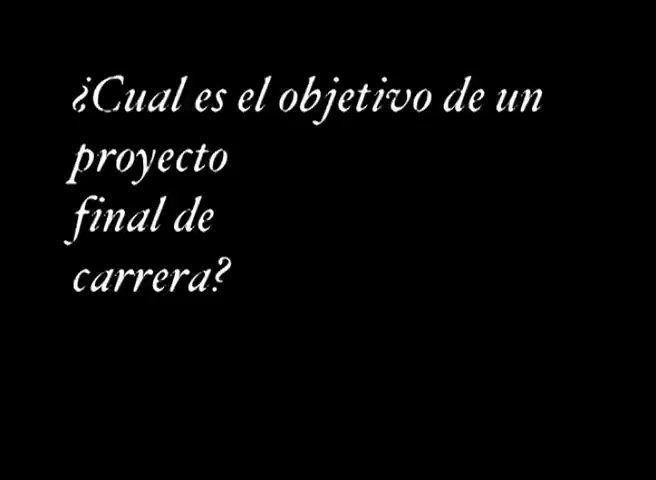 ¿Cual es el objetivo de un
proyecto
final de
carrera?